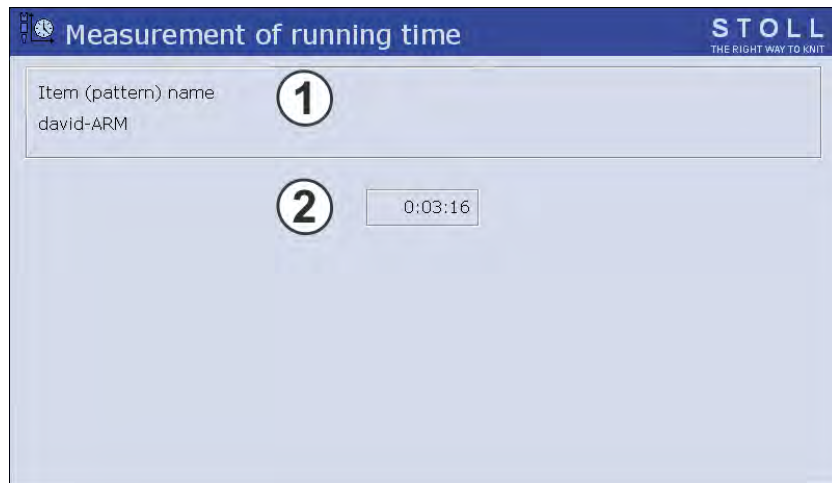 Measurement of running time
STOLL
THE RIGHT WAY TO KNIT
Item (pattern) name
1
david-ARM
2
0:03:16